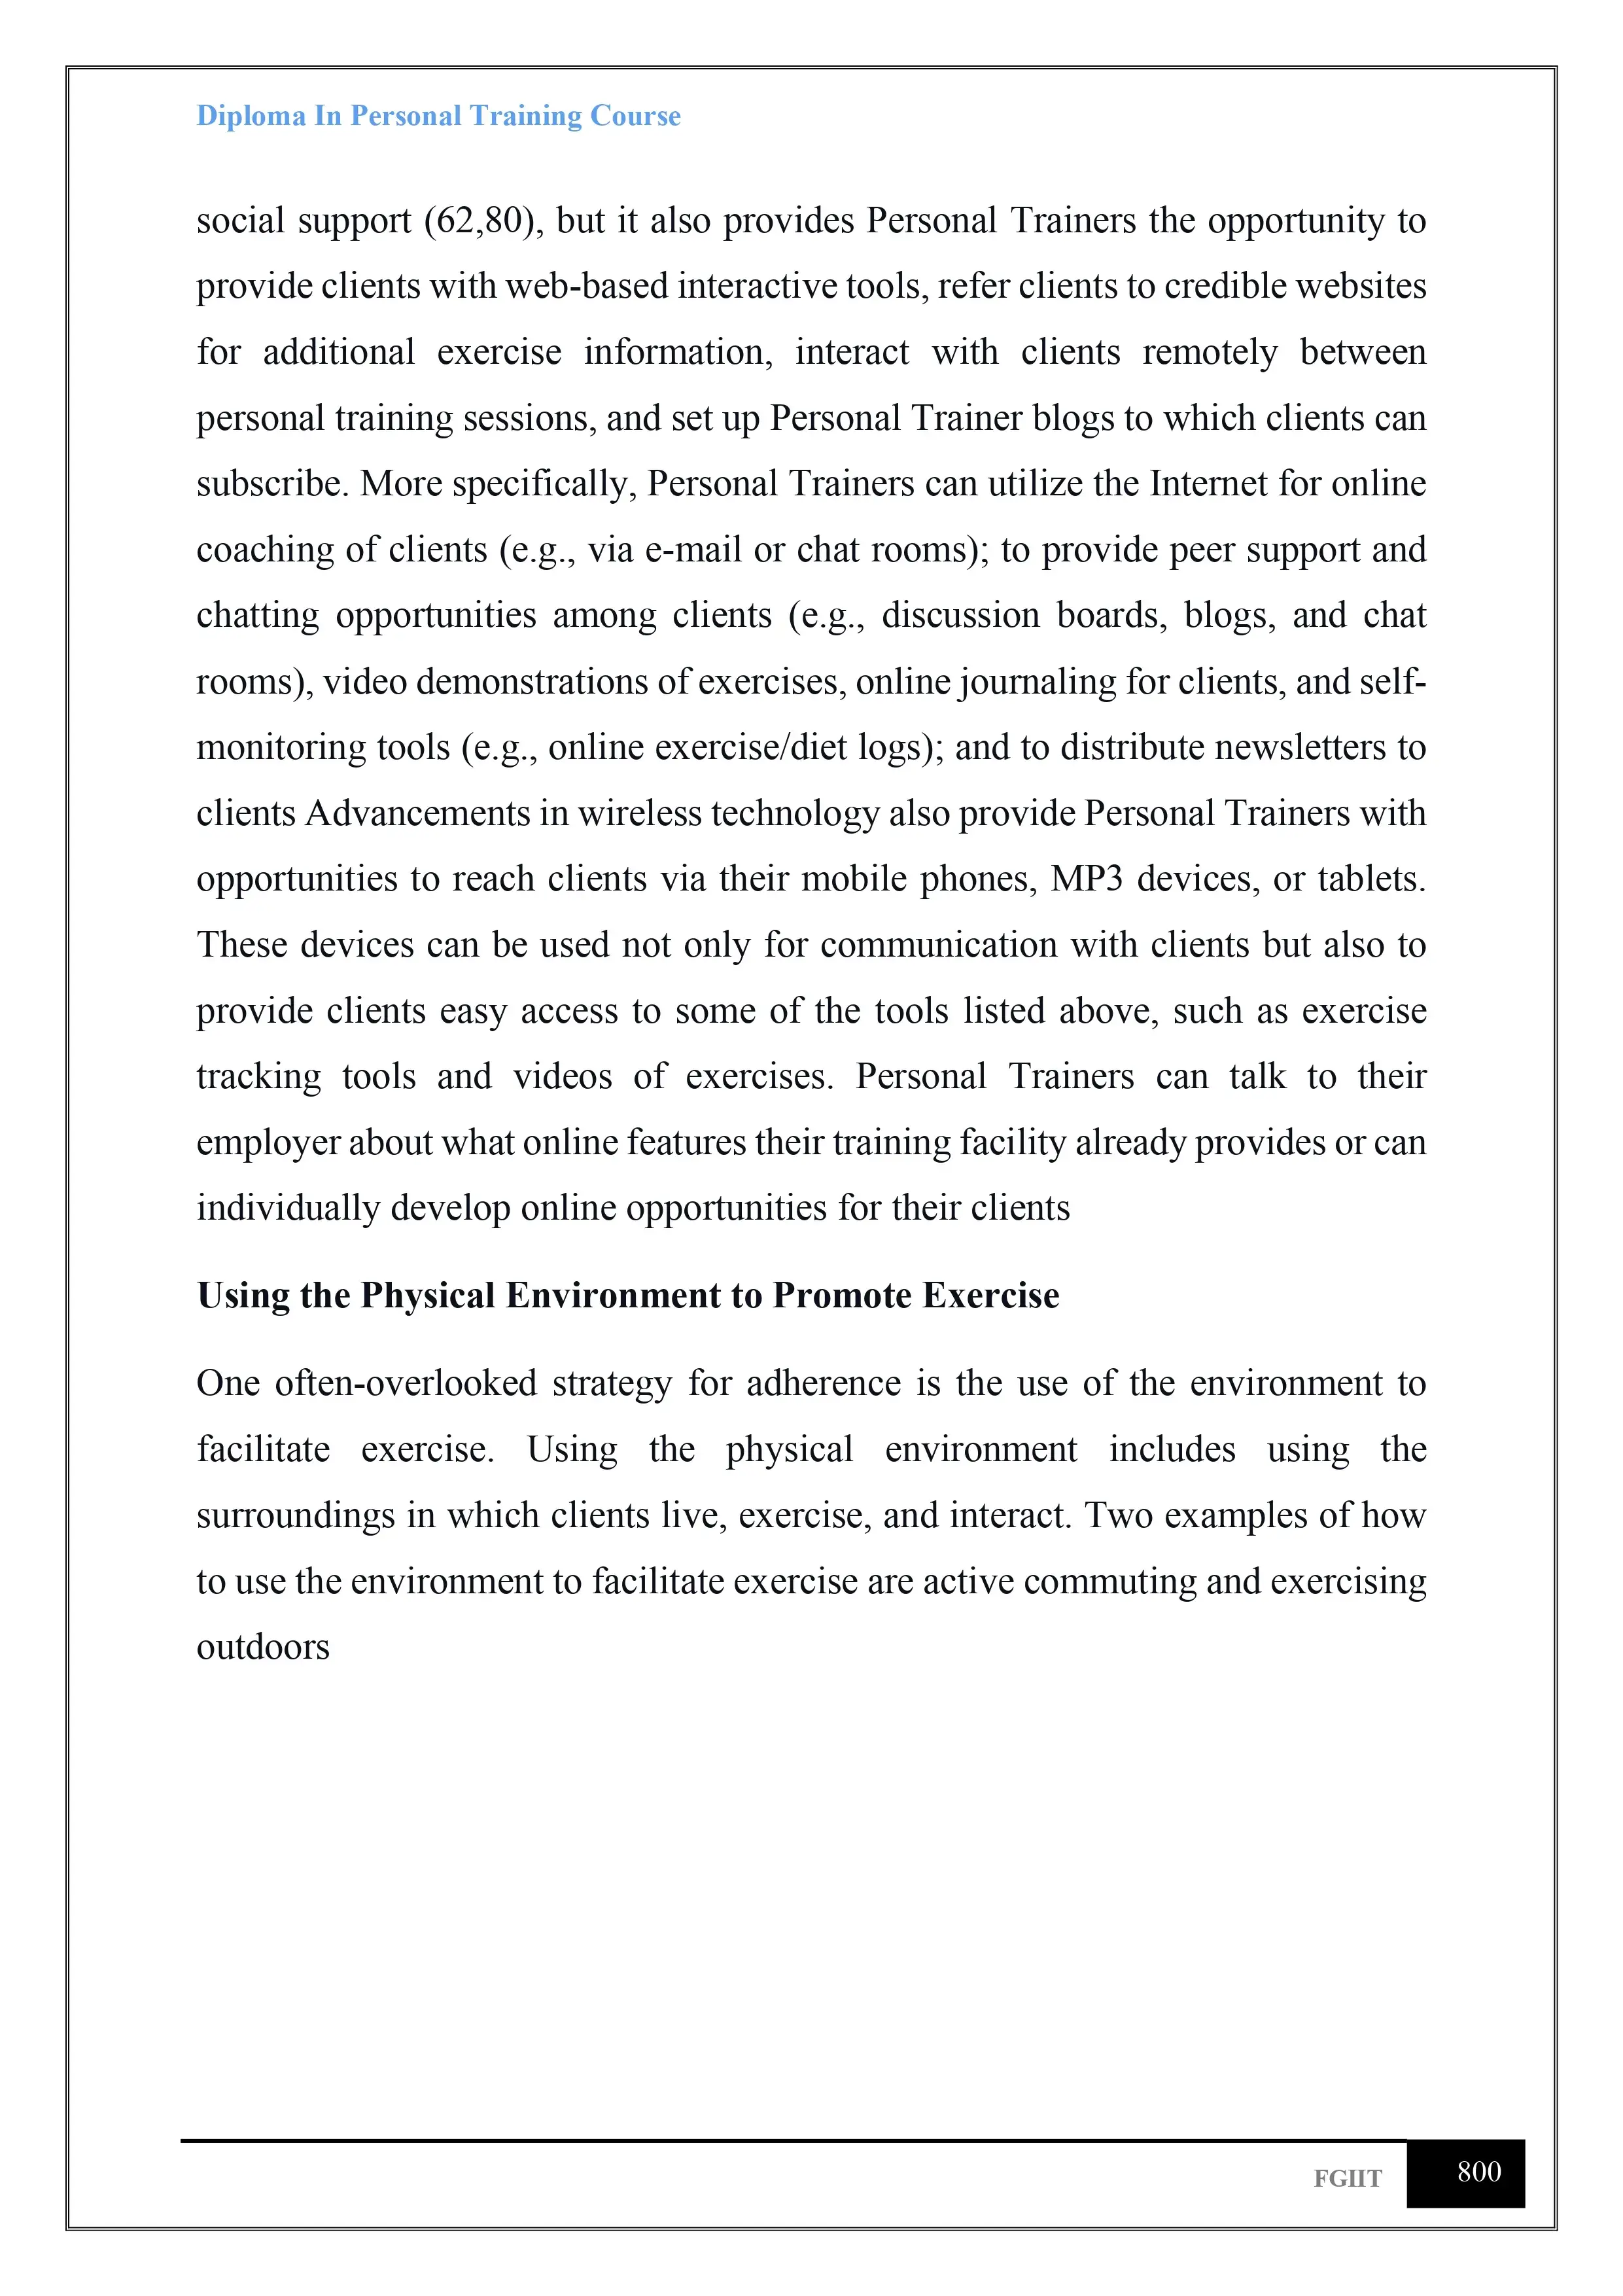 Diploma In Personal Training Course
social support (62,80), but it also provides Personal Trainers the opportunity to
provide clients with web-based interactive tools, refer clients to credible websites
for additional exercise information, interact with clients remotely between
personal training sessions, and set up Personal Trainer blogs to which clients can
subscribe. More specifically, Personal Trainers can utilize the Internet for online
coaching of clients (e.g., via e-mail or chat rooms); to provide peer support and
chatting opportunities among clients (e.g., discussion boards, blogs, and chat
rooms), video demonstrations of exercises, online journaling for clients, and self-
monitoring tools (e.g., online exercise/diet logs); and to distribute newsletters to
clients Advancements in wireless technology also provide Personal Trainers with
opportunities to reach clients via their mobile phones, MP3 devices, or tablets.
These devices can be used not only for communication with clients but also to
provide clients easy access to some of the tools listed above, such as exercise
tracking tools and videos of exercises. Personal Trainers can talk to their
employer about what online features their training facility already provides or can
individually develop online opportunities for their clients
Using the Physical Environment to Promote Exercise
One often-overlooked strategy for adherence is the use of the environment to
facilitate exercise. Using the physical environment includes using the
surroundings in which clients live, exercise, and interact. Two examples of how
to use the environment to facilitate exercise are active commuting and exercising
outdoors
FGIIT 800